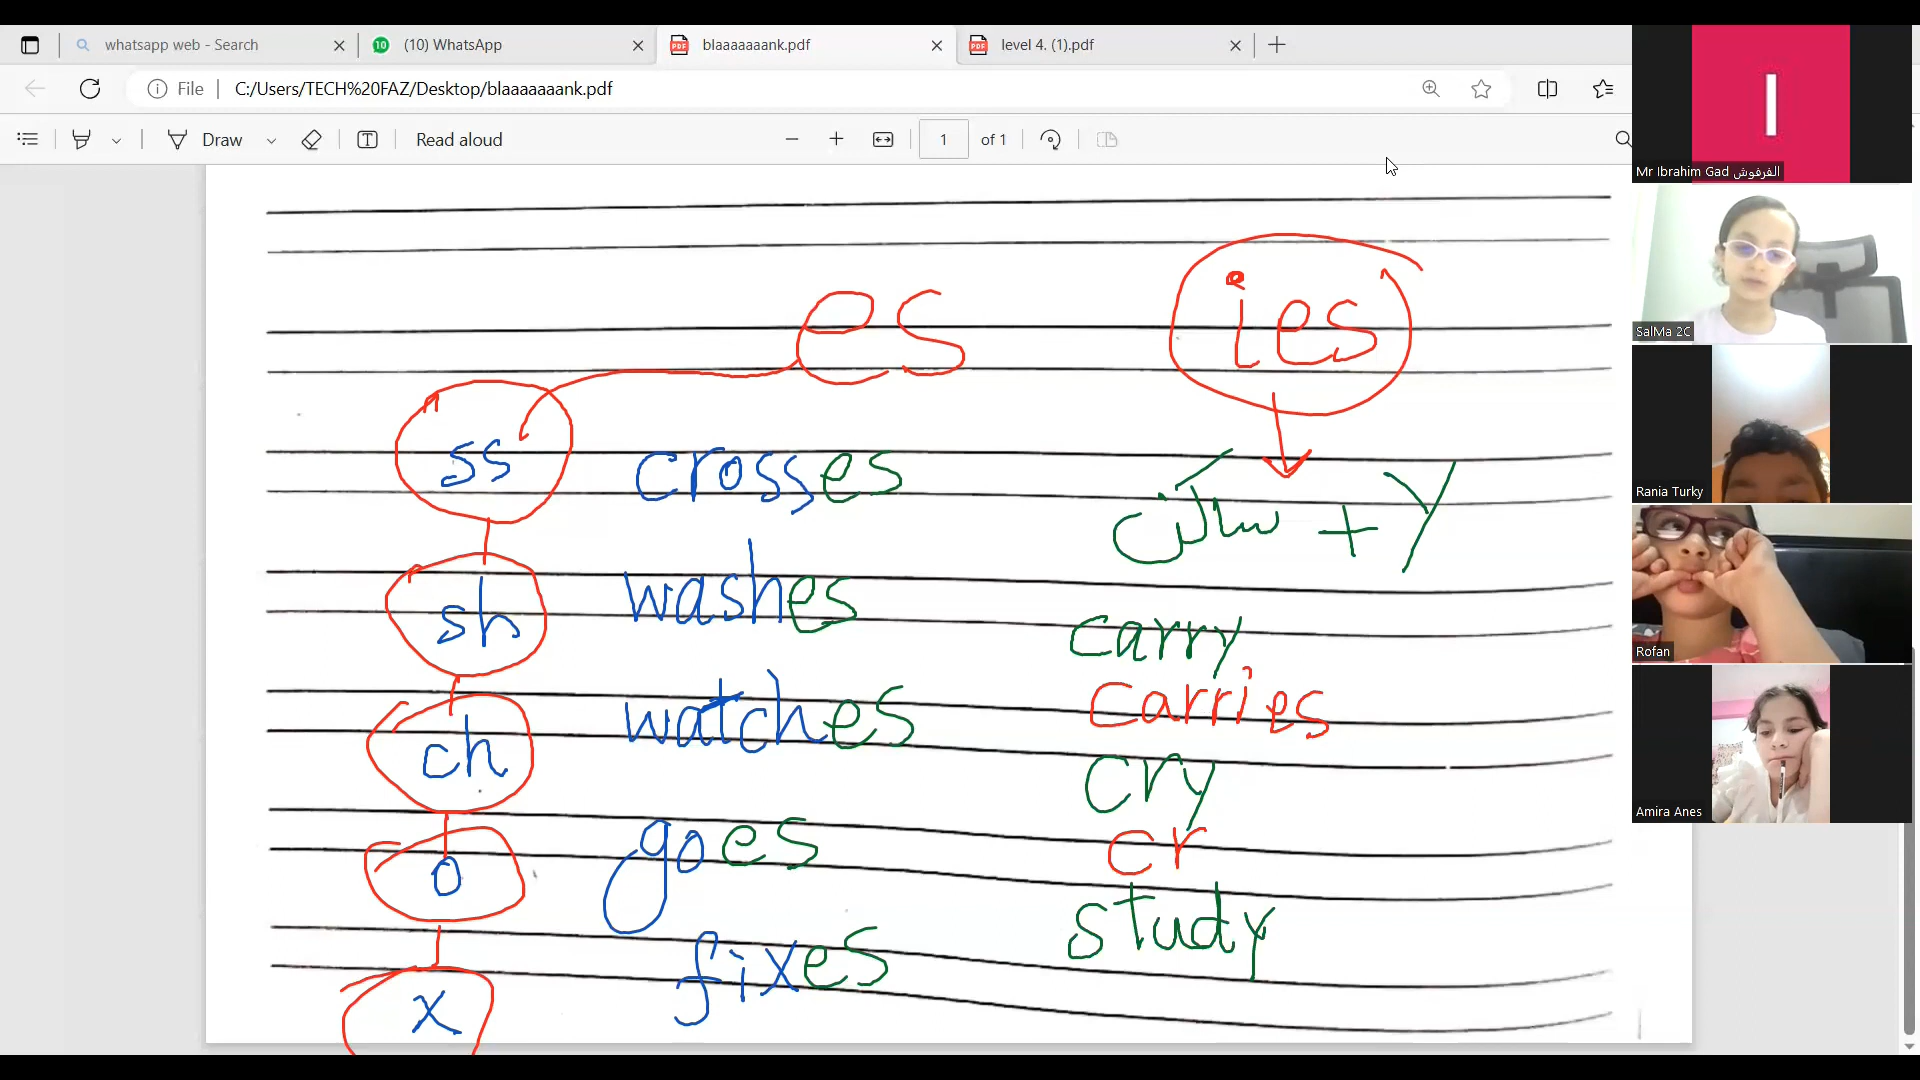 whatsapp web - Search
(10) WhatsApp
blaaaaaaank.pdf
level 4. (1).pdf
File
C:/Users/TECH%20FAZ/Desktop/blaaaaaaank.pdf
Draw
Read aloud
1 of 1
es
ies
ss crosses
ساكن + y
sh washes
carry
carries
ch watches
cry
o goes
cr
study
x fixes
Mr Ibrahim Gad الفرفوش
SalMa 2C
Rania Turky
Rofan
Amira Anes